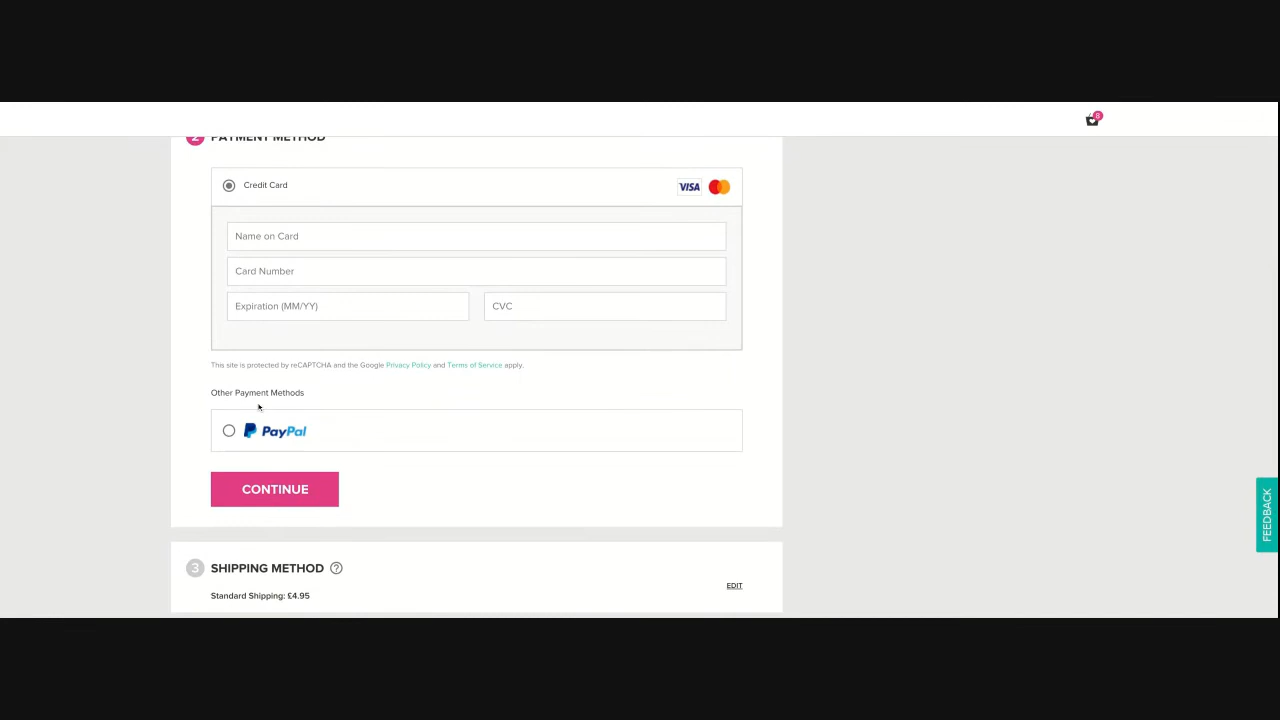 8
2 PAYMENT METHOD
Credit Card VISA
Name on Card
Card Number
Expiration (MM/YY) CVC
This site is protected by reCAPTCHA and the Google Privacy Policy and Terms of Service apply.
Other Payment Methods
PayPal
CONTINUE
FEEDBACK
3 SHIPPING METHOD ?
EDIT
Standard Shipping: £4.95